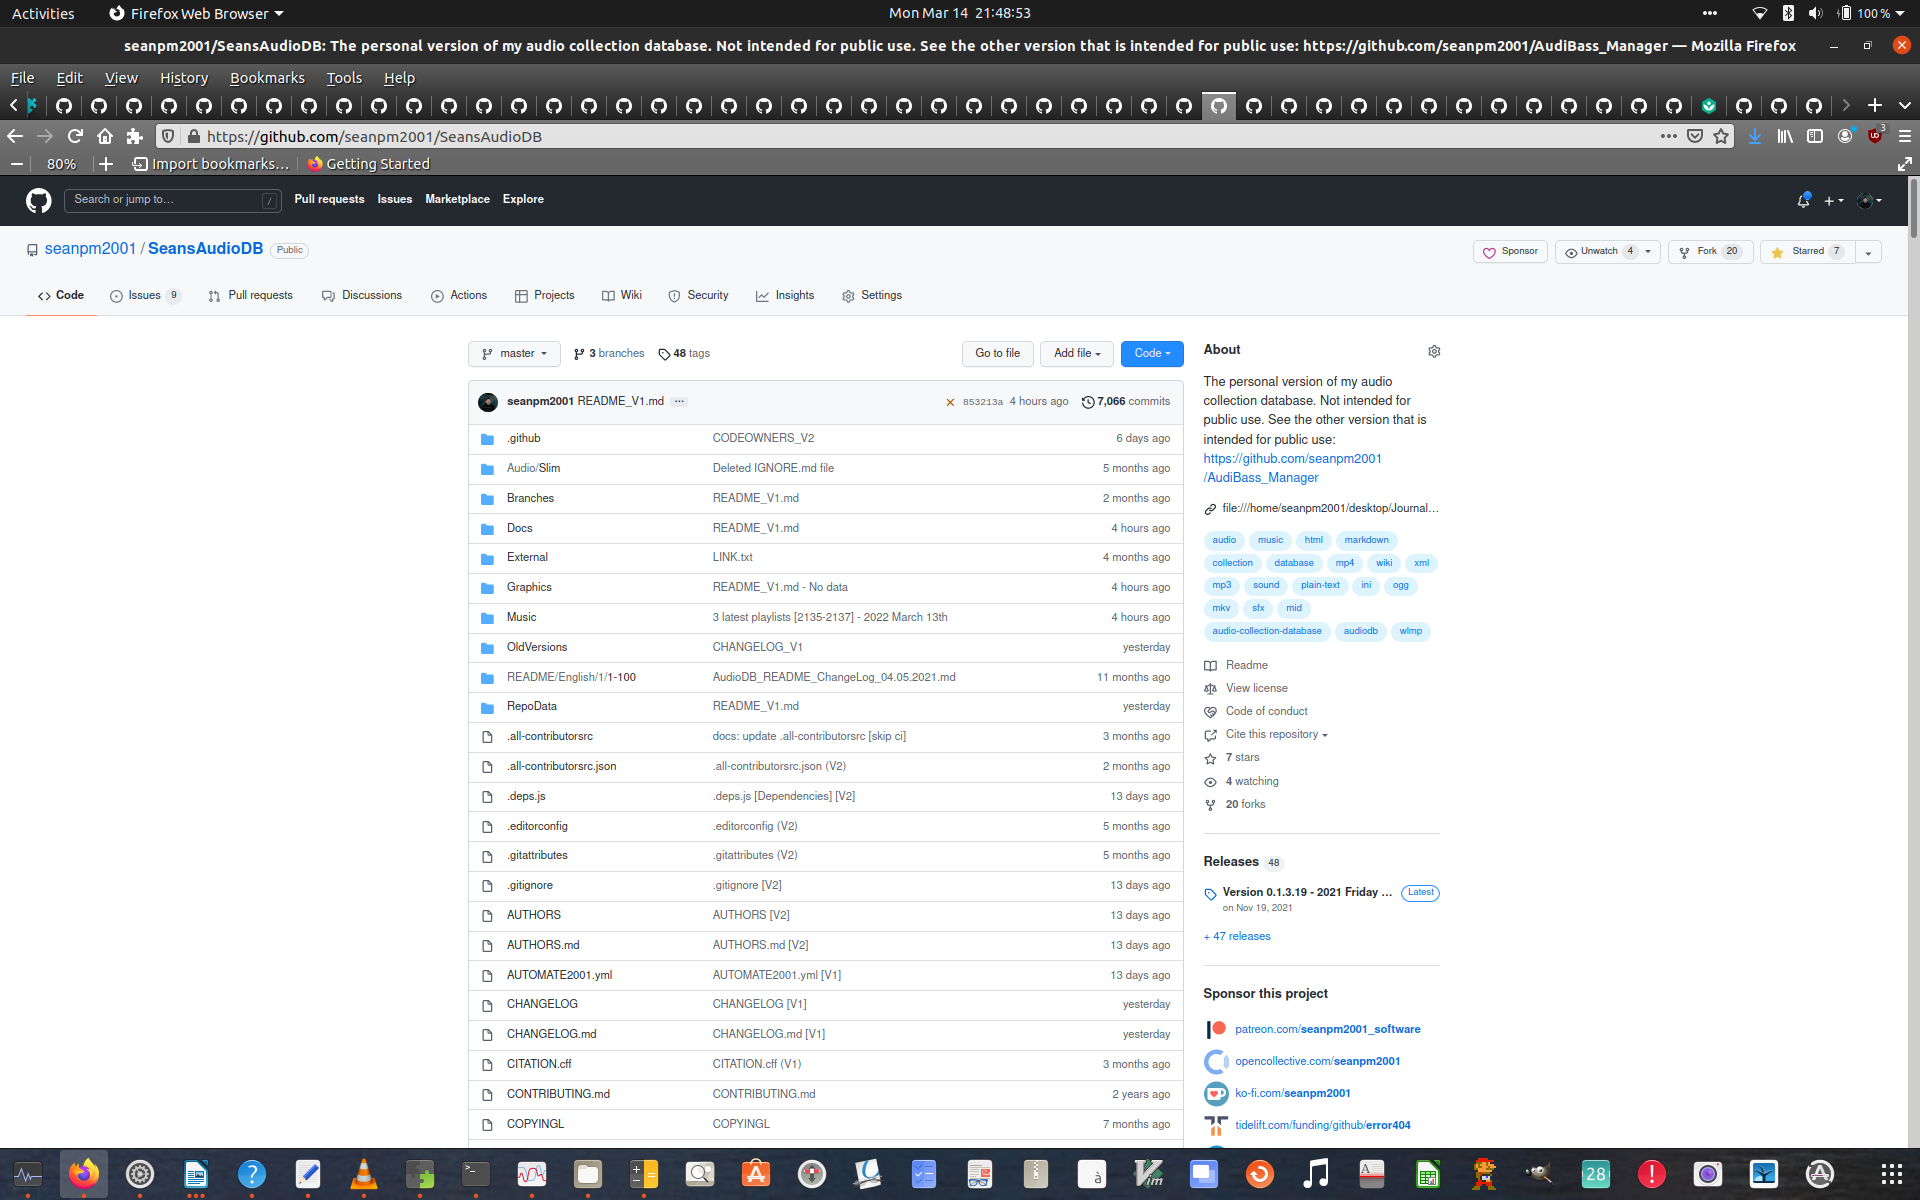 Activities
Firefox Web Browser
Mon Mar 14 21:48:53
100 %
seanpm2001/SeansAudioDB: The personal version of my audio collection database. Not intended for public use. See the other version that is intended for public use: https://github.com/seanpm2001/AudiBass_Manager — Mozilla Firefox
File Edit View History Bookmarks Tools Help
https://github.com/seanpm2001/SeansAudioDB
3
80% Import bookmarks… Getting Started
Search or jump to… / Pull requests Issues Marketplace Explore
seanpm2001 / SeansAudioDB Public
Sponsor Unwatch 4 Fork 20 Starred 7
Code Issues 9 Pull requests Discussions Actions Projects Wiki Security Insights Settings
master 3 branches 48 tags Go to file Add file Code
seanpm2001 README_V1.md ... 853213a 4 hours ago 7,066 commits
.github CODEOWNERS_V2 6 days ago
Audio/Slim Deleted IGNORE.md file 5 months ago
Branches README_V1.md 2 months ago
Docs README_V1.md 4 hours ago
External LINK.txt 4 months ago
Graphics README_V1.md - No data 4 hours ago
Music 3 latest playlists [2135-2137] - 2022 March 13th 4 hours ago
OldVersions CHANGELOG_V1 yesterday
README/English/1/1-100 AudioDB_README_ChangeLog_04.05.2021.md 11 months ago
RepoData README_V1.md yesterday
.all-contributorsrc docs: update .all-contributorsrc [skip ci] 3 months ago
.all-contributorsrc.json .all-contributorsrc.json (V2) 2 months ago
.deps.js .deps.js [Dependencies] [V2] 13 days ago
.editorconfig .editorconfig (V2) 5 months ago
.gitattributes .gitattributes (V2) 5 months ago
.gitignore .gitignore [V2] 13 days ago
AUTHORS AUTHORS [V2] 13 days ago
AUTHORS.md AUTHORS.md [V2] 13 days ago
AUTOMATE2001.yml AUTOMATE2001.yml [V1] 13 days ago
CHANGELOG CHANGELOG [V1] yesterday
CHANGELOG.md CHANGELOG.md [V1] yesterday
CITATION.cff CITATION.cff (V1) 3 months ago
CONTRIBUTING.md CONTRIBUTING.md 2 years ago
COPYINGL COPYINGL 7 months ago
About
The personal version of my audio
collection database. Not intended for
public use. See the other version that is
intended for public use:
https://github.com/seanpm2001
/AudiBass_Manager
file:///home/seanpm2001/desktop/Journal…
audio music html markdown
collection database mp4 wiki xml
mp3 sound plain-text ini ogg
mkv sfx mid
audio-collection-database audiodb wlmp
Readme
View license
Code of conduct
Cite this repository
7 stars
4 watching
20 forks
Releases 48
Version 0.1.3.19 - 2021 Friday ... Latest
on Nov 19, 2021
+ 47 releases
Sponsor this project
patreon.com/seanpm2001_software
opencollective.com/seanpm2001
ko-fi.com/seanpm2001
tidelift.com/funding/github/error404
28